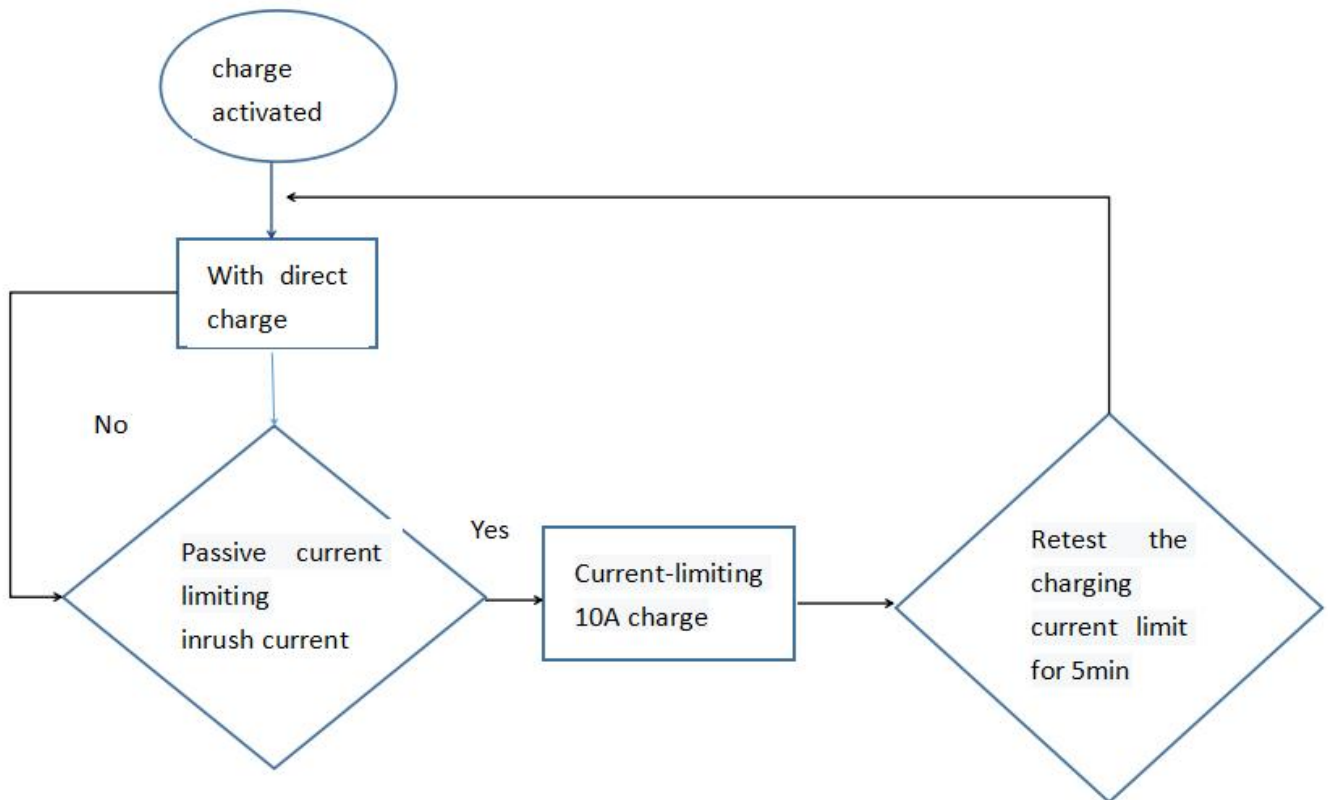 charge
activated
With direct
charge
No
Passive current
limiting
inrush current
Yes
Current-limiting
10A charge
Retest the
charging
current limit
for 5min